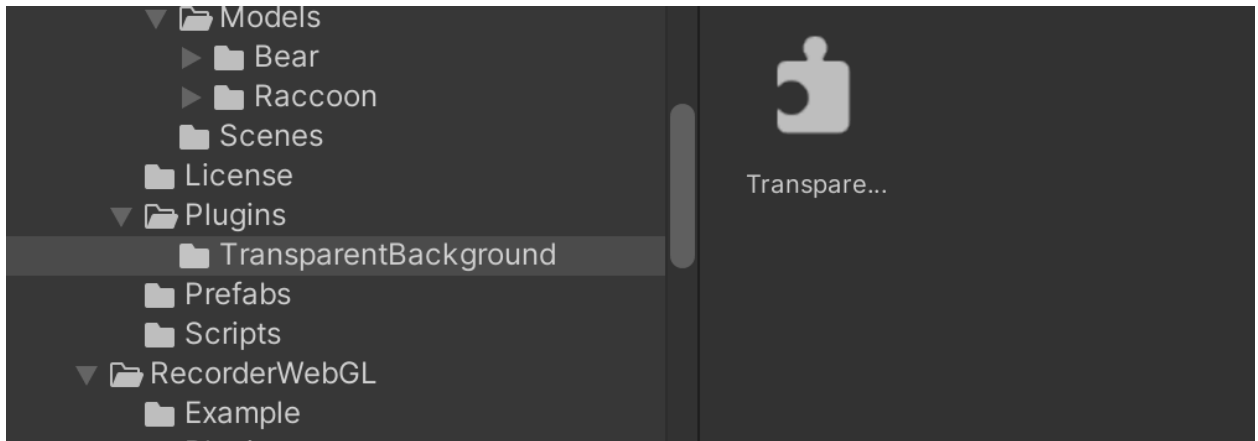 Models
Bear
Raccoon
Scenes
License
Plugins
TransparentBackground
Prefabs
Scripts
RecorderWebGL
Example
Transpare...